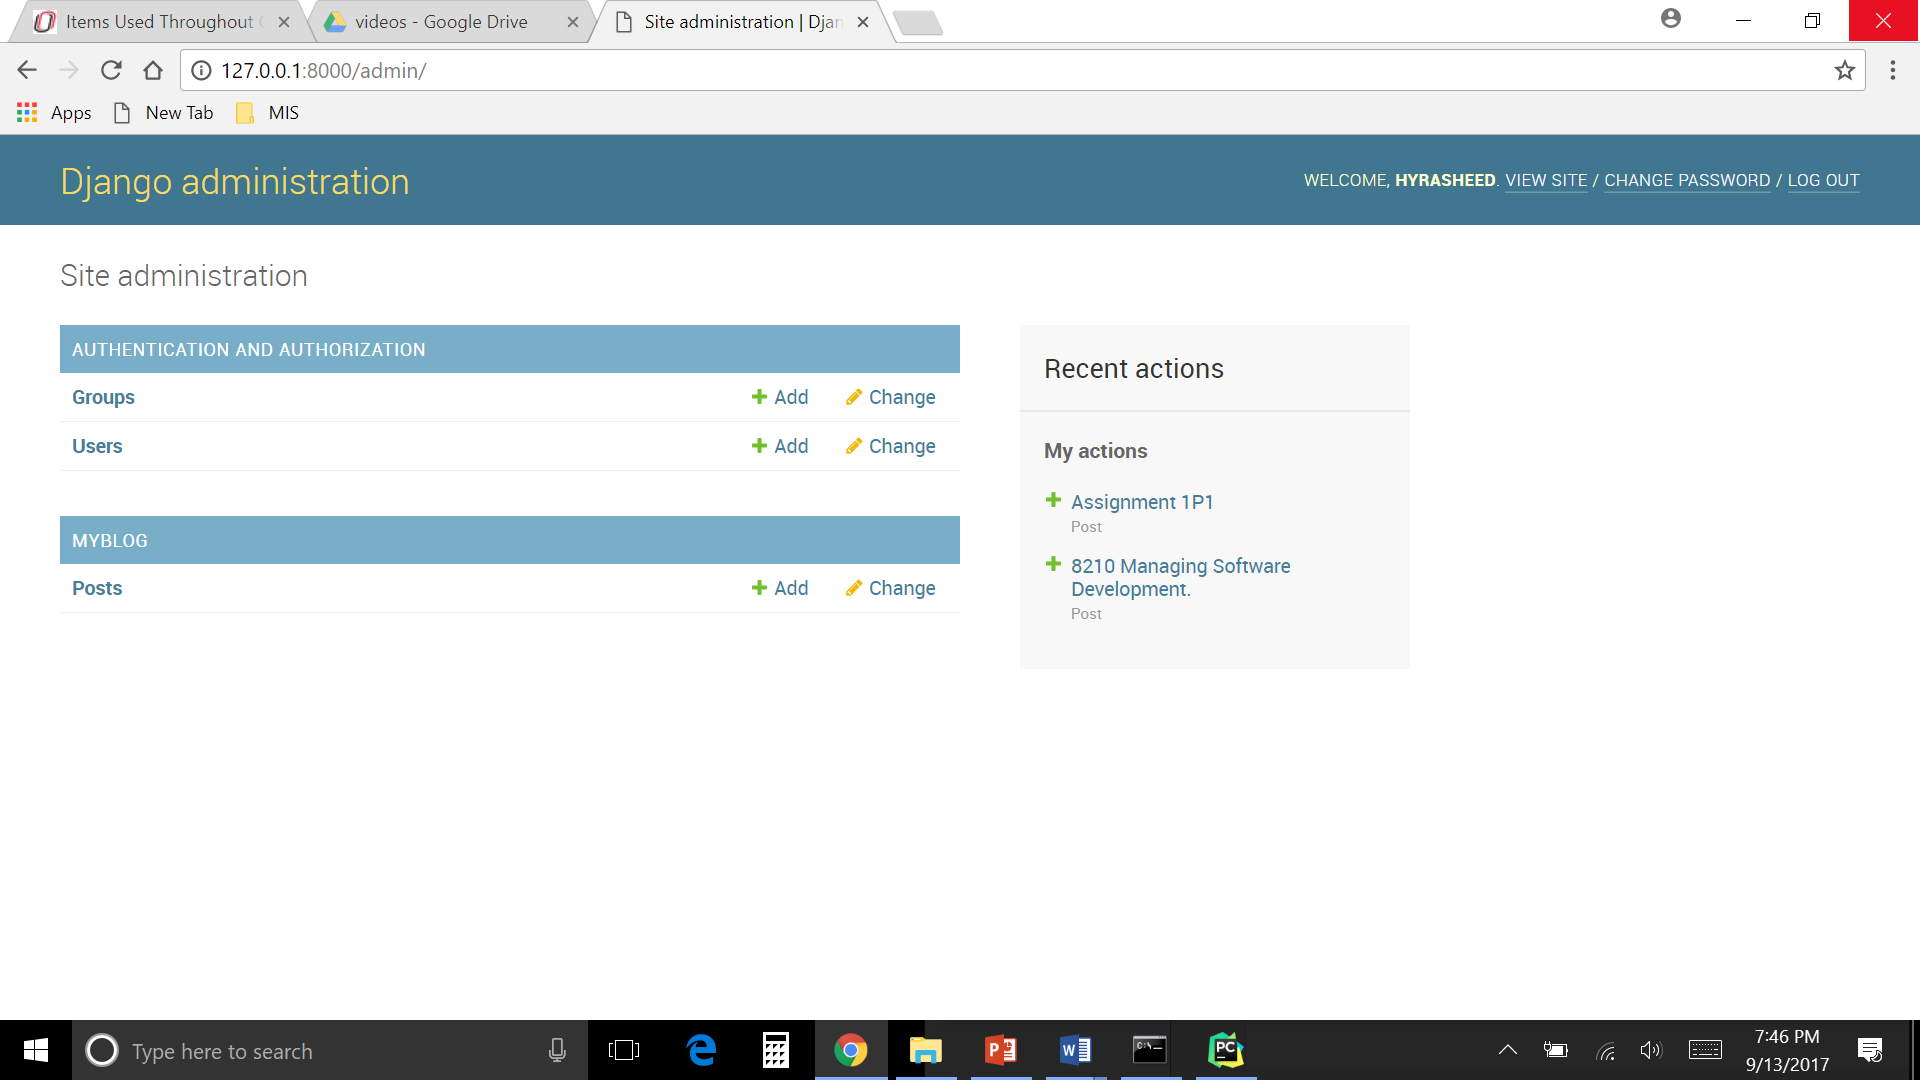 Items Used Throughout
videos - Google Drive
Site administration | Djan
127.0.0.1:8000/admin/
Apps
New Tab
MIS
Django administration
WELCOME, HYRASHEED. VIEW SITE / CHANGE PASSWORD / LOG OUT
Site administration
AUTHENTICATION AND AUTHORIZATION
Groups
Add
Change
Users
Add
Change
MYBLOG
Posts
Add
Change
Recent actions
My actions
Assignment 1P1
Post
8210 Managing Software
Development.
Post
Type here to search
7:46 PM
9/13/2017